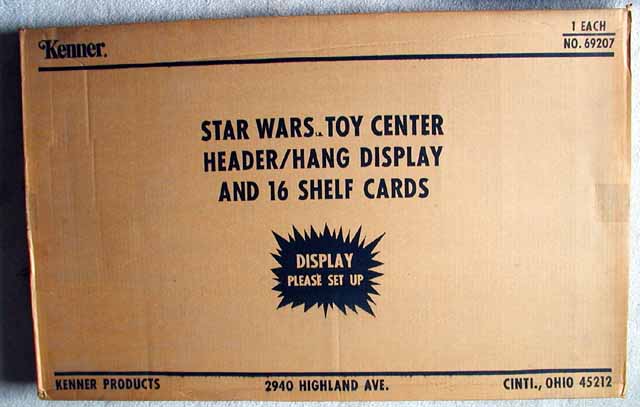 Kenner.
1 EACH
NO. 69207
STAR WARS TOY CENTER
HEADER/HANG DISPLAY
AND 16 SHELF CARDS
DISPLAY
PLEASE SET UP
KENNER PRODUCTS 2940 HIGHLAND AVE. CINTI., OHIO 45212